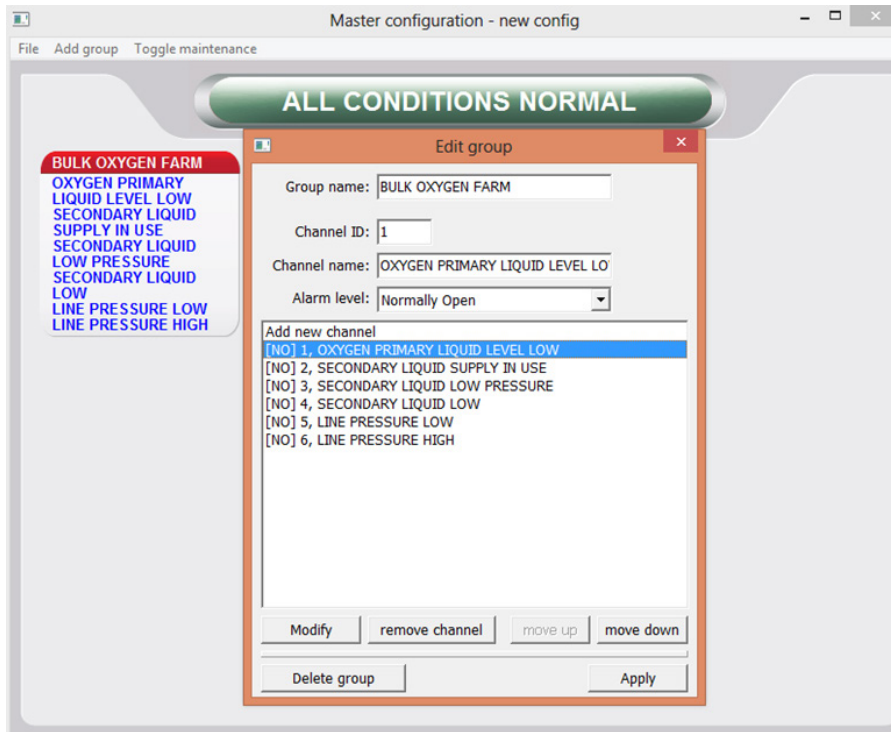 Master configuration - new config
File Add group Toggle maintenance
ALL CONDITIONS NORMAL
BULK OXYGEN FARM
OXYGEN PRIMARY
LIQUID LEVEL LOW
SECONDARY LIQUID
SUPPLY IN USE
SECONDARY LIQUID
LOW PRESSURE
SECONDARY LIQUID
LOW
LINE PRESSURE LOW
LINE PRESSURE HIGH
Edit group
Group name: BULK OXYGEN FARM
Channel ID: 1
Channel name: OXYGEN PRIMARY LIQUID LEVEL LO
Alarm level: Normally Open
Add new channel
[NO] 1, OXYGEN PRIMARY LIQUID LEVEL LOW
[NO] 2, SECONDARY LIQUID SUPPLY IN USE
[NO] 3, SECONDARY LIQUID LOW PRESSURE
[NO] 4, SECONDARY LIQUID LOW
[NO] 5, LINE PRESSURE LOW
[NO] 6, LINE PRESSURE HIGH
Modify remove channel move up move down
Delete group Apply